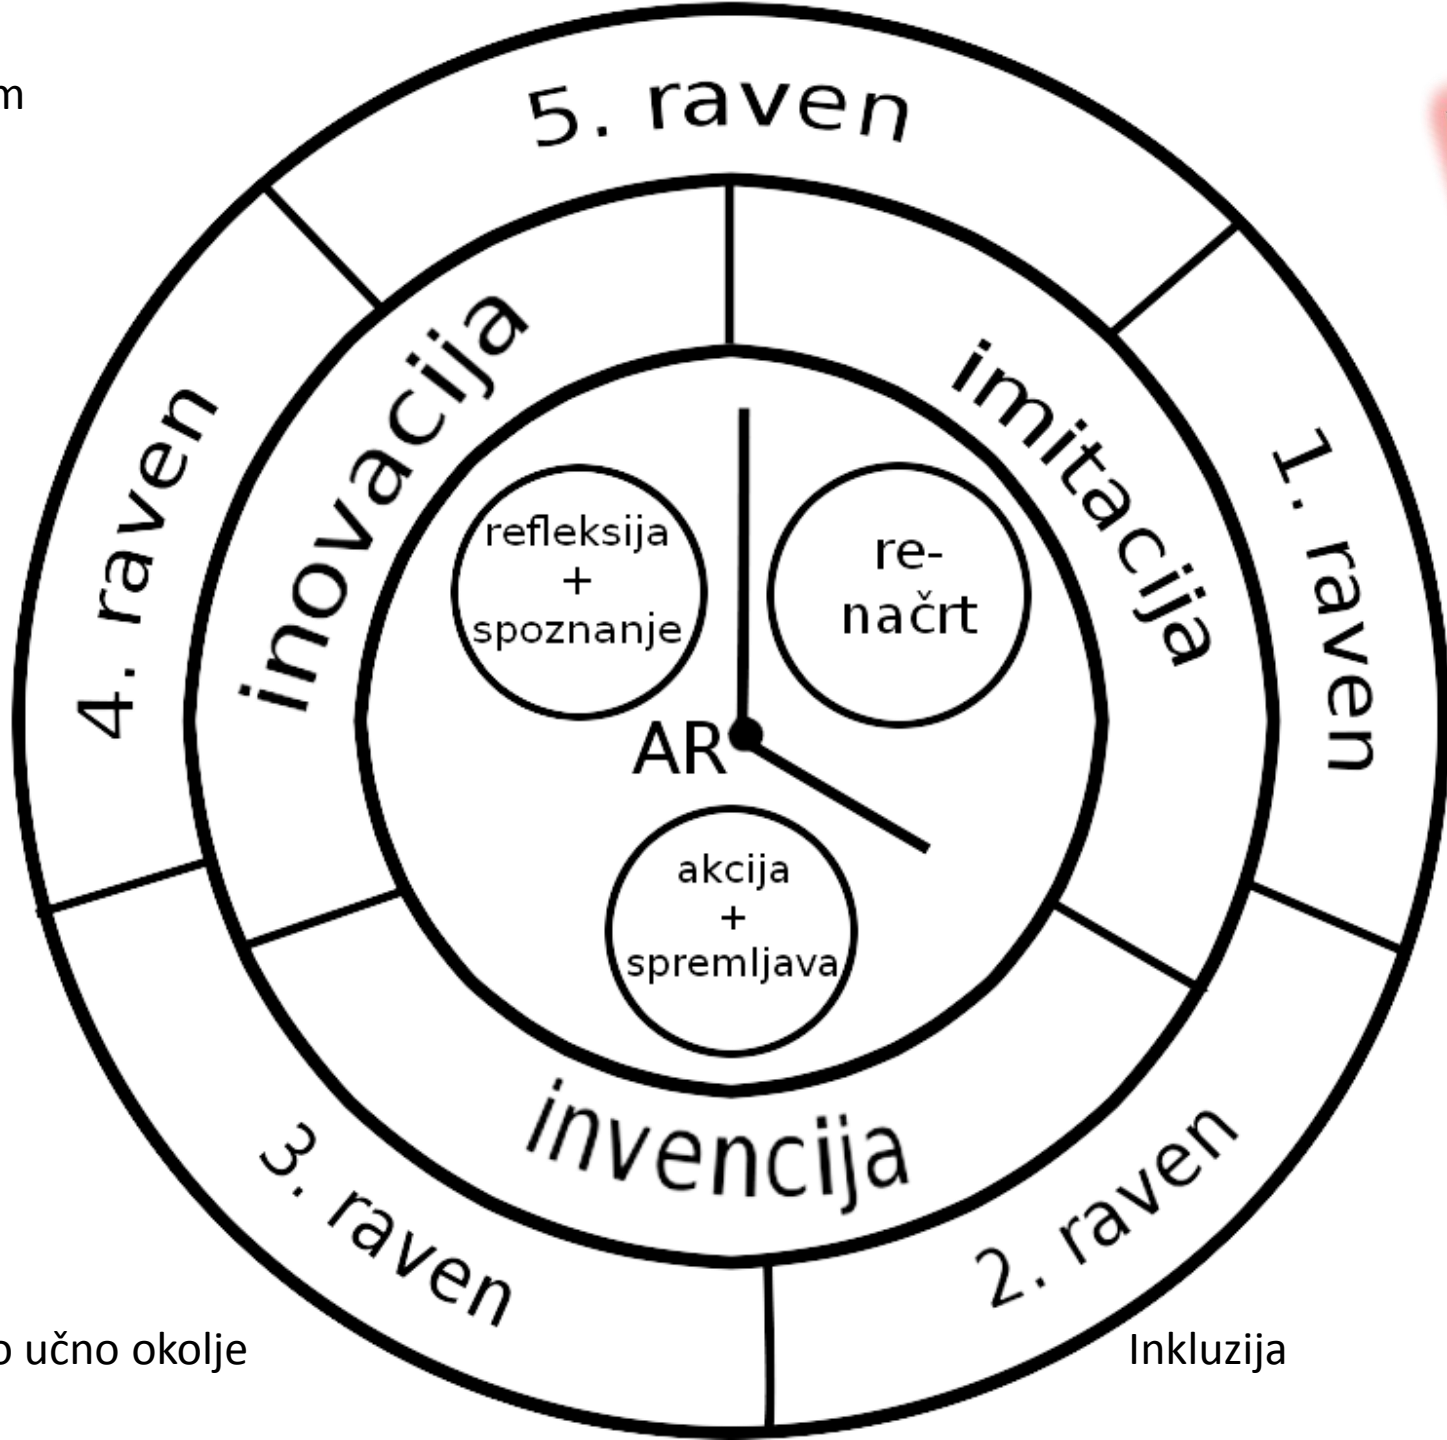 m
5. raven
inovacija
imitacija
4. raven
1. raven
refleksija
+
spoznanje
re-
načrt
AR
akcija
+
spremljava
invencija
3. raven
2. raven
o učno okolje
Inkluzija